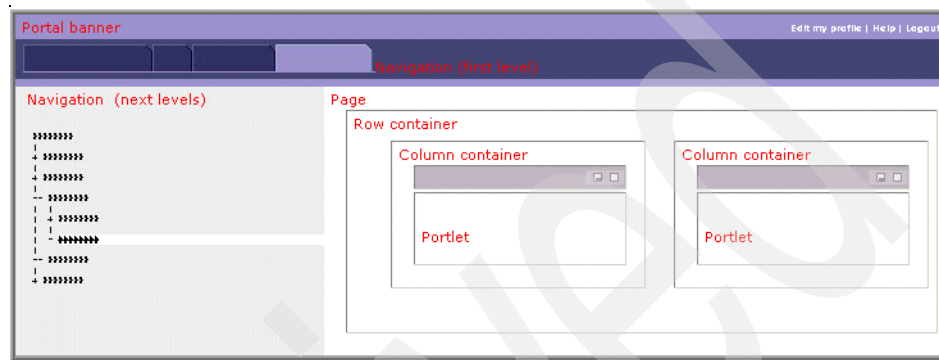 Portal banner
Edit my profile | Help | Logout
Navigation (first level)
Navigation (next levels)
Page
Row container
Column container
Column container
Portlet
Portlet